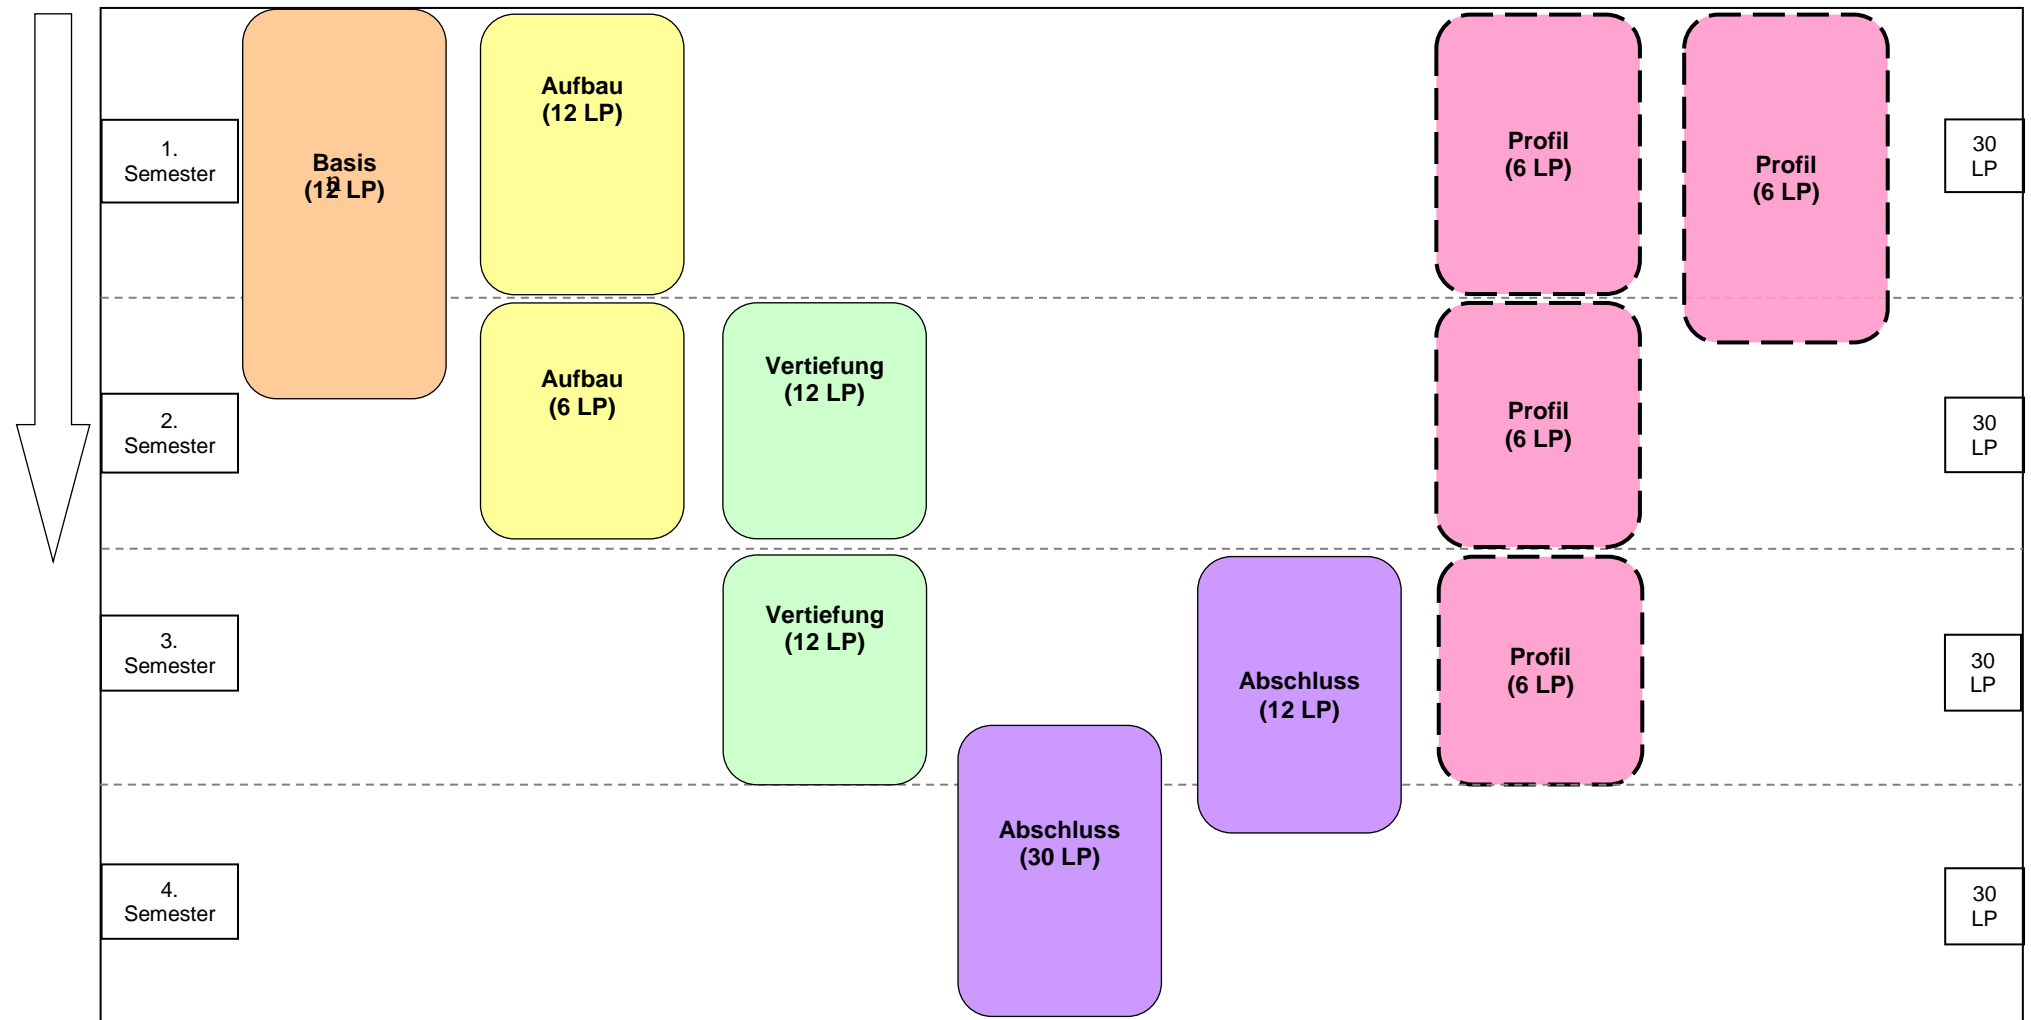 1.
Semester
Basis
(12 LP)
n
Aufbau
(12 LP)
Profil
(6 LP)
Profil
(6 LP)
30
LP
2.
Semester
Aufbau
(6 LP)
Vertiefung
(12 LP)
Profil
(6 LP)
30
LP
3.
Semester
Vertiefung
(12 LP)
Abschluss
(12 LP)
Profil
(6 LP)
30
LP
4.
Semester
Abschluss
(30 LP)
30
LP